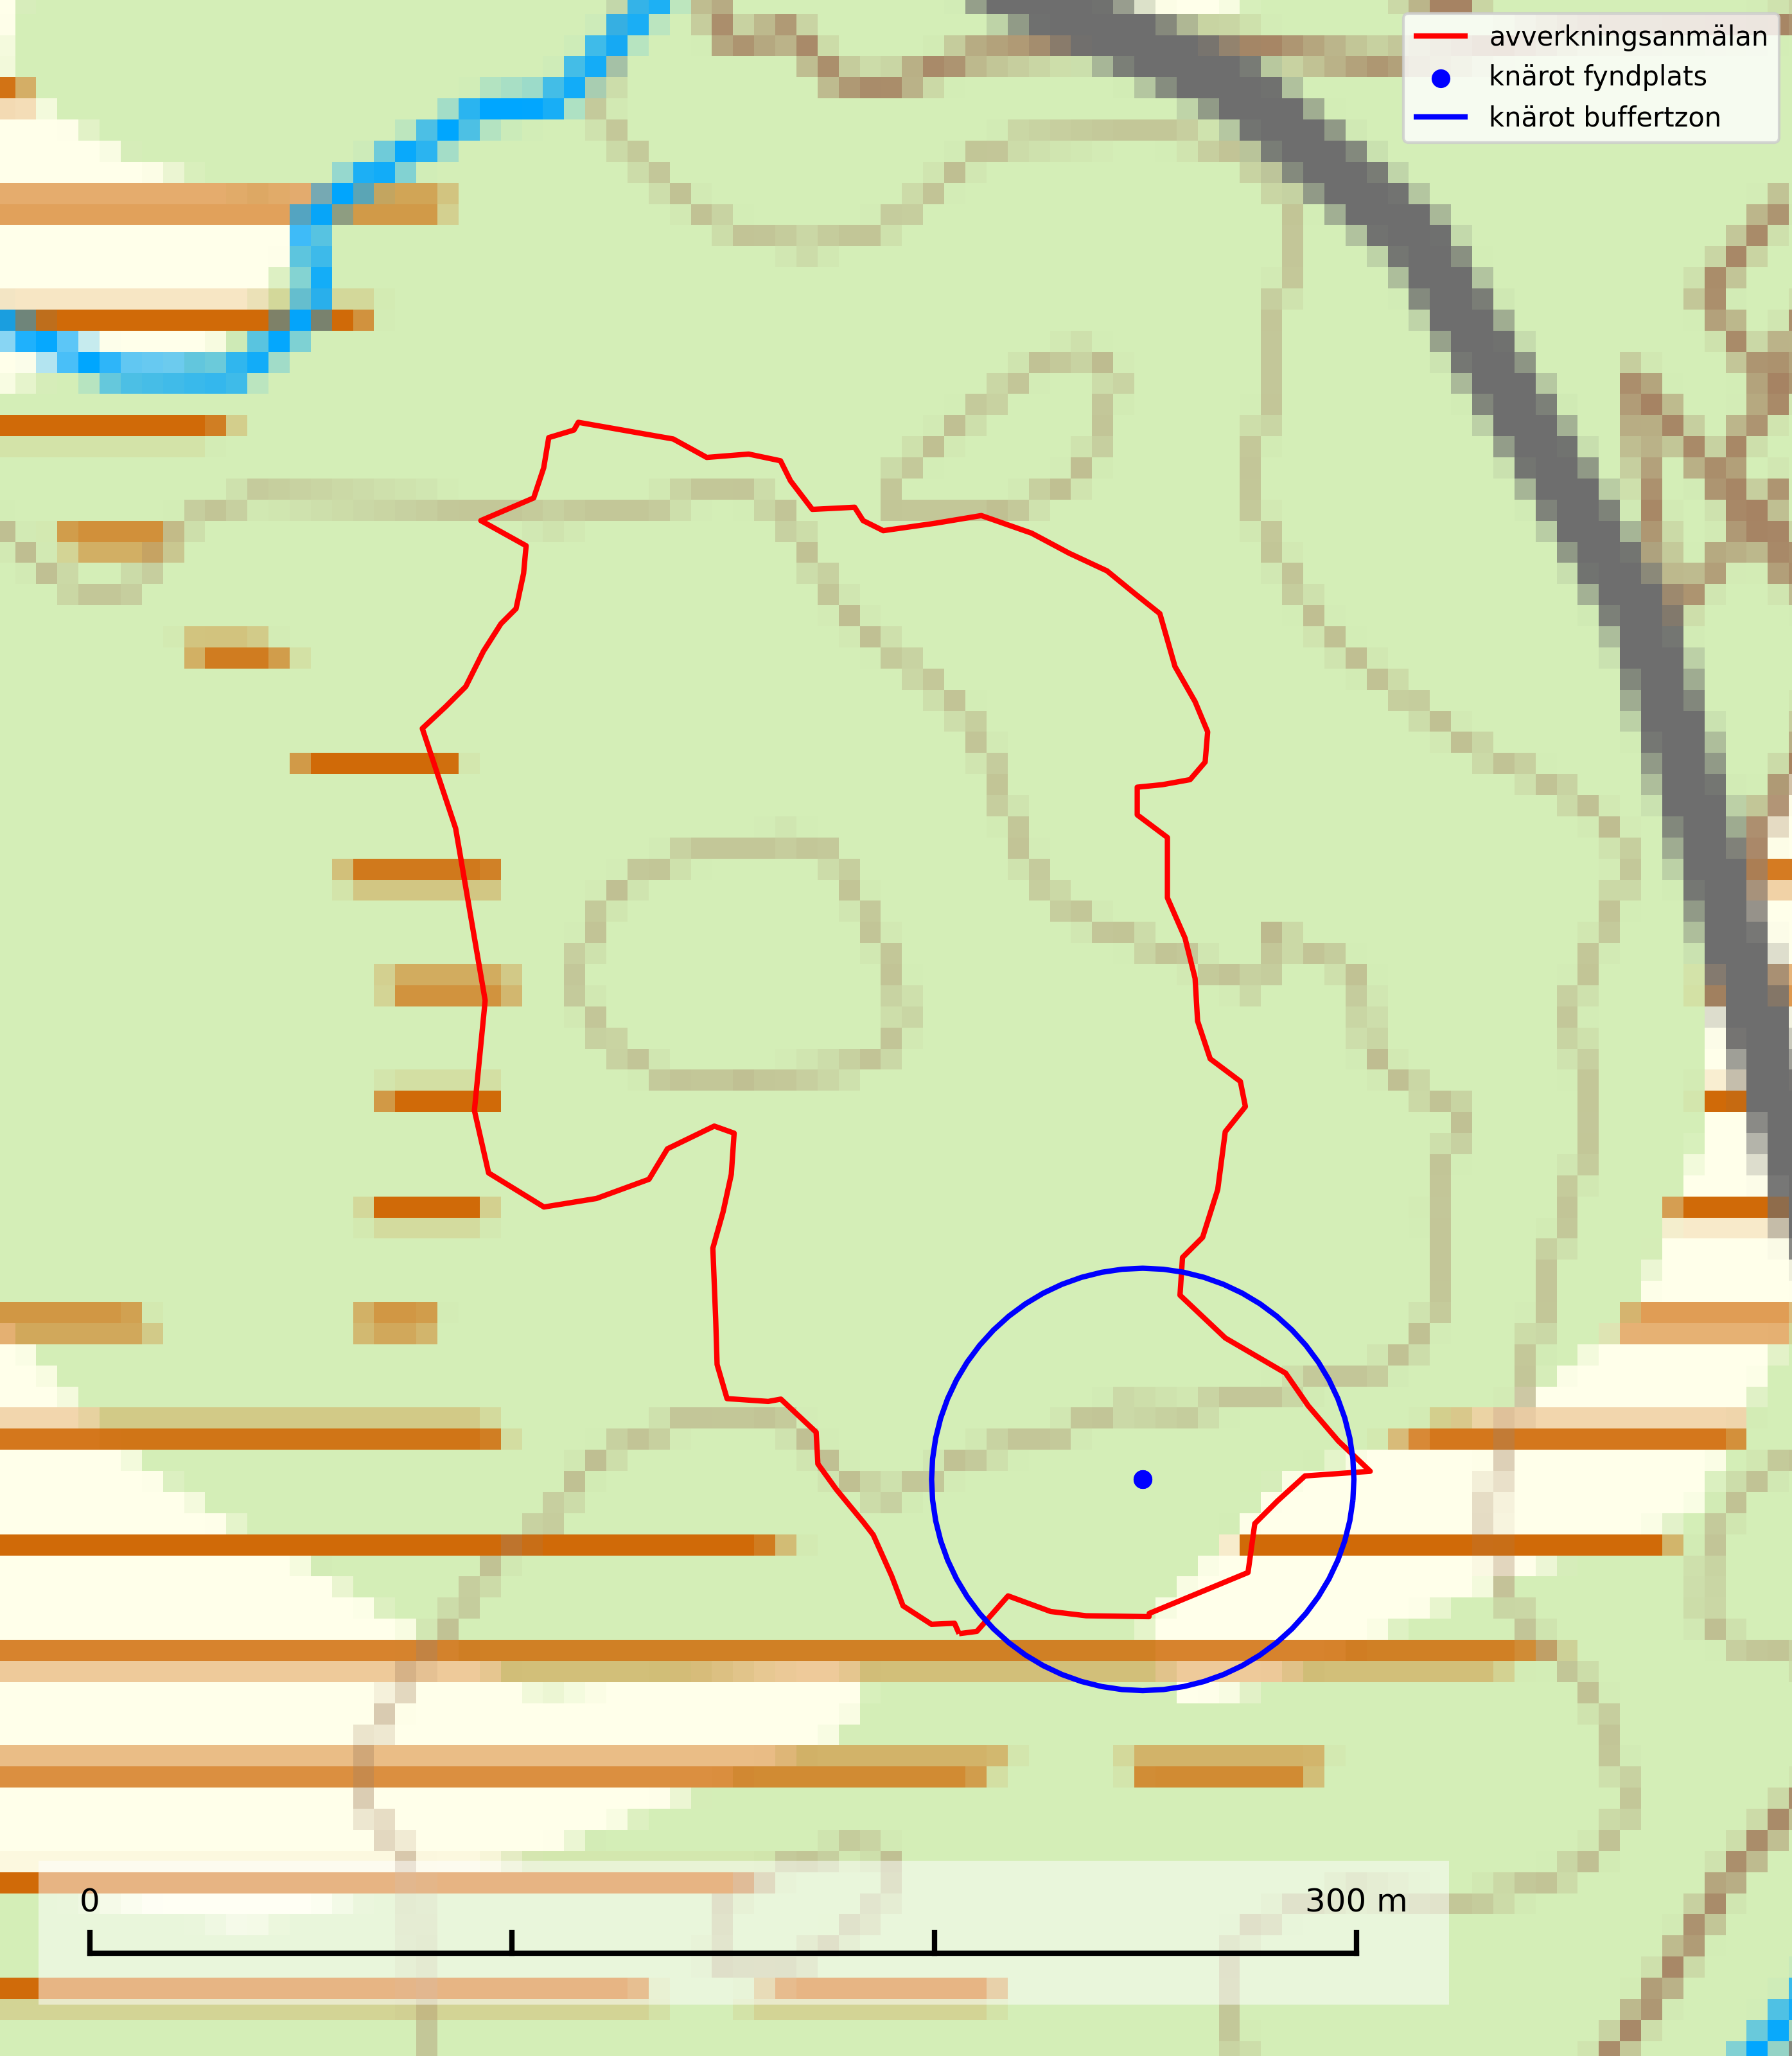 avverkningsanmälan
knärot fyndplats
knärot buffertzon
0
300 m